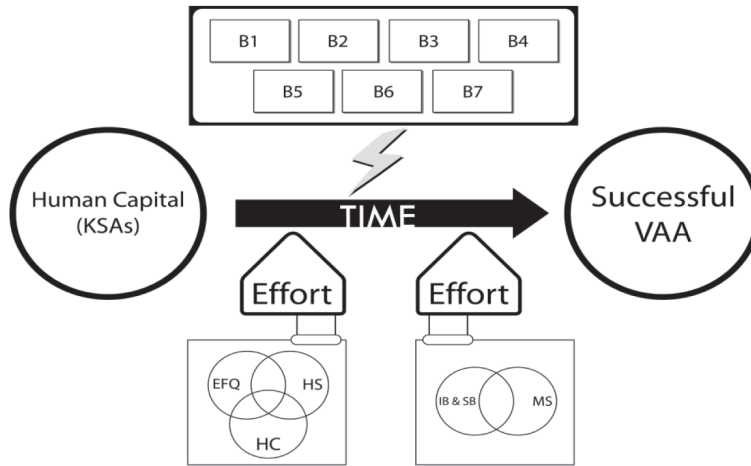 B1
B2
B3
B4
B5
B6
B7
Human Capital
(KSAs)
TIME
Successful
VAA
Effort
Effort
EFQ
HS
HC
IB & SB
MS